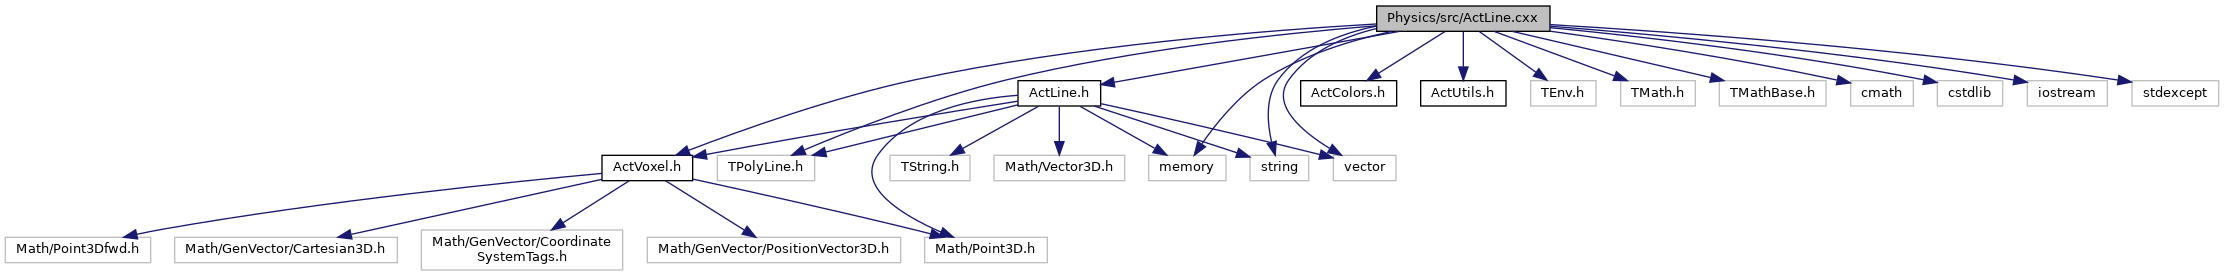 Physics/src/ActLine.cxx
ActLine.h
ActColors.h
ActUtils.h
TEnv.h
TMath.h
TMathBase.h
cmath
cstdlib
iostream
stdexcept
ActVoxel.h
TPolyLine.h
TString.h
Math/Vector3D.h
memory
string
vector
Math/Point3Dfwd.h
Math/GenVector/Cartesian3D.h
Math/GenVector/Coordinate
SystemTags.h
Math/GenVector/PositionVector3D.h
Math/Point3D.h